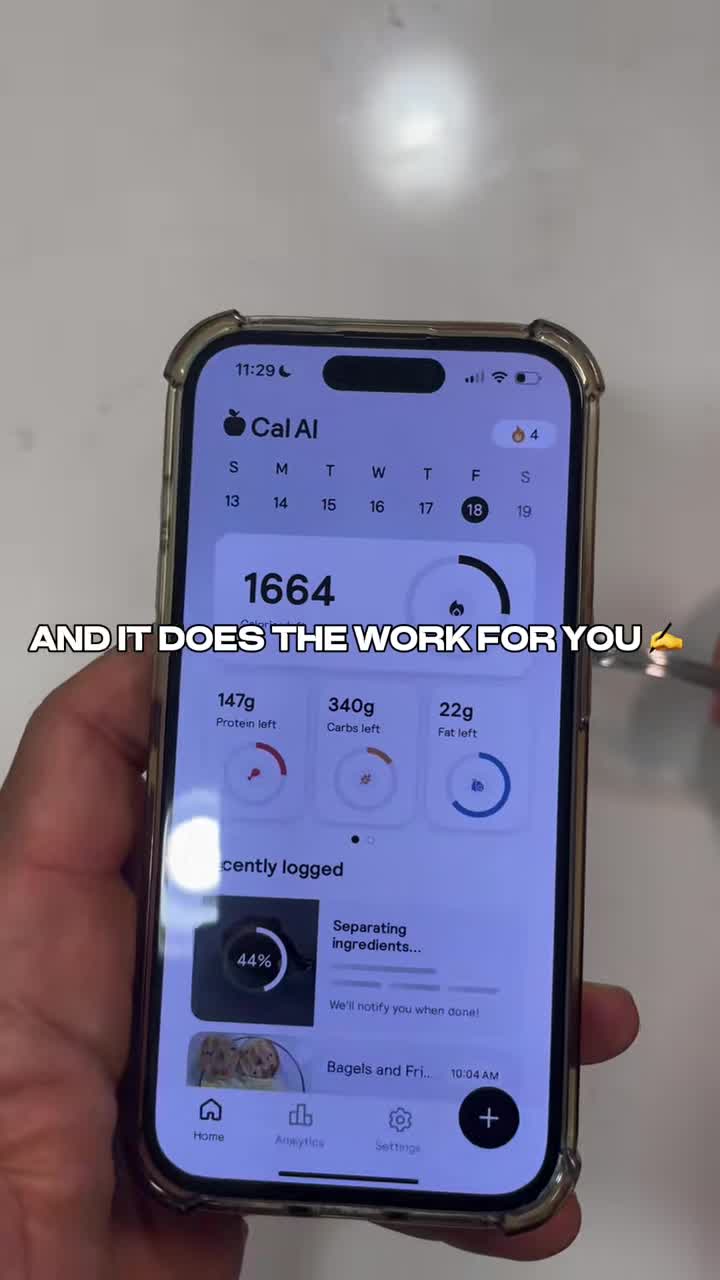 11:29
Cal AI
4
S M T W T F S
13 14 15 16 17 18 19
1664
AND IT DOES THE WORK FOR YOU ✍️
147g
Protein left
340g
Carbs left
22g
Fat left
cently logged
44%
Separating
ingredients...
We'll notify you when done!
Bagels and Fri...
10:04 AM
Home
Analytics
Settings